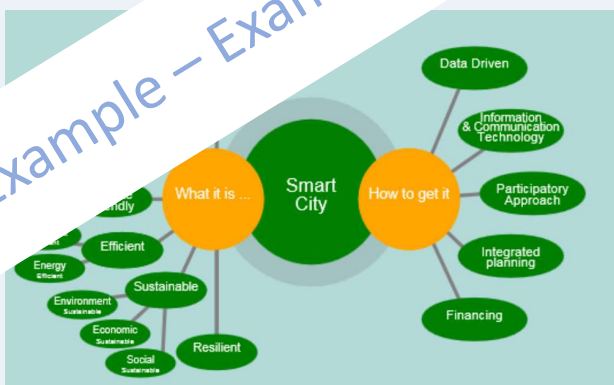 Example – Exam
Data Driven
Information
& Communication
Technology
What it is ...
Smart
City
How to get it
Participatory
Approach
Efficient
Integrated
planning
Energy
Efficient
Sustainable
Environment
Sustainable
Financing
Economic
Sustainable
Resilient
Social
Sustainable